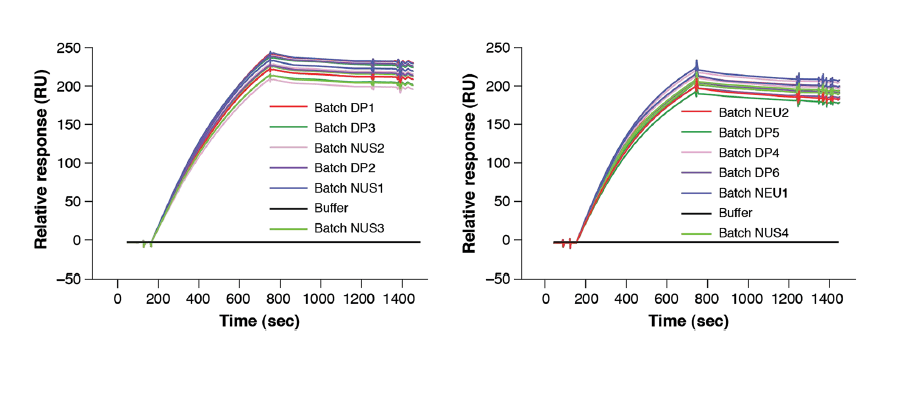 Relative response (RU)
250
200
150
100
50
0
–50
Batch DP1
Batch DP3
Batch NUS2
Batch DP2
Batch NUS1
Buffer
Batch NUS3
0 200 400 600 800 1000 1200 1400
Time (sec)
Relative response (RU)
250
200
150
100
50
0
–50
Batch NEU2
Batch DP5
Batch DP4
Batch DP6
Batch NEU1
Buffer
Batch NUS4
0 200 400 600 800 1000 1200 1400
Time (sec)